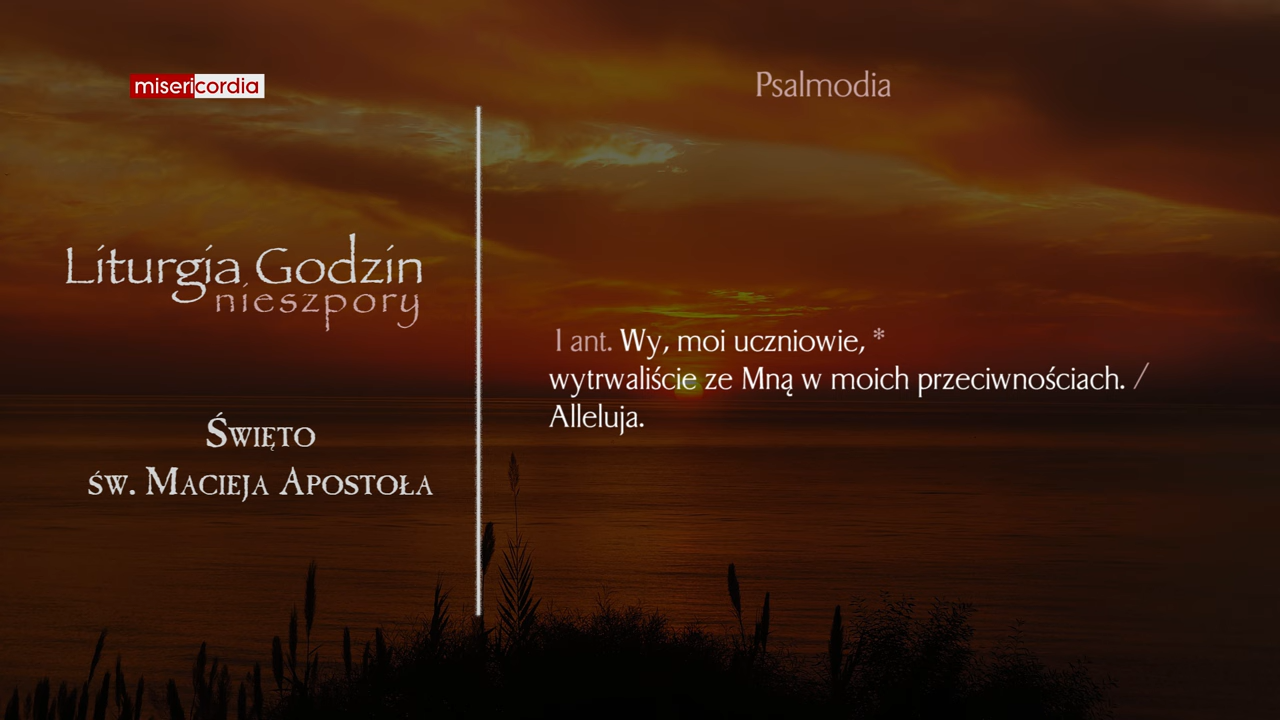 misericordia
Psalmodia
Liturgia Godzin
nieszpory
I ant. Wy, moi uczniowie, *
wytrwaliście ze Mną w moich przeciwnościach. /
Alleluja.
Święto
św. Macieja Apostoła